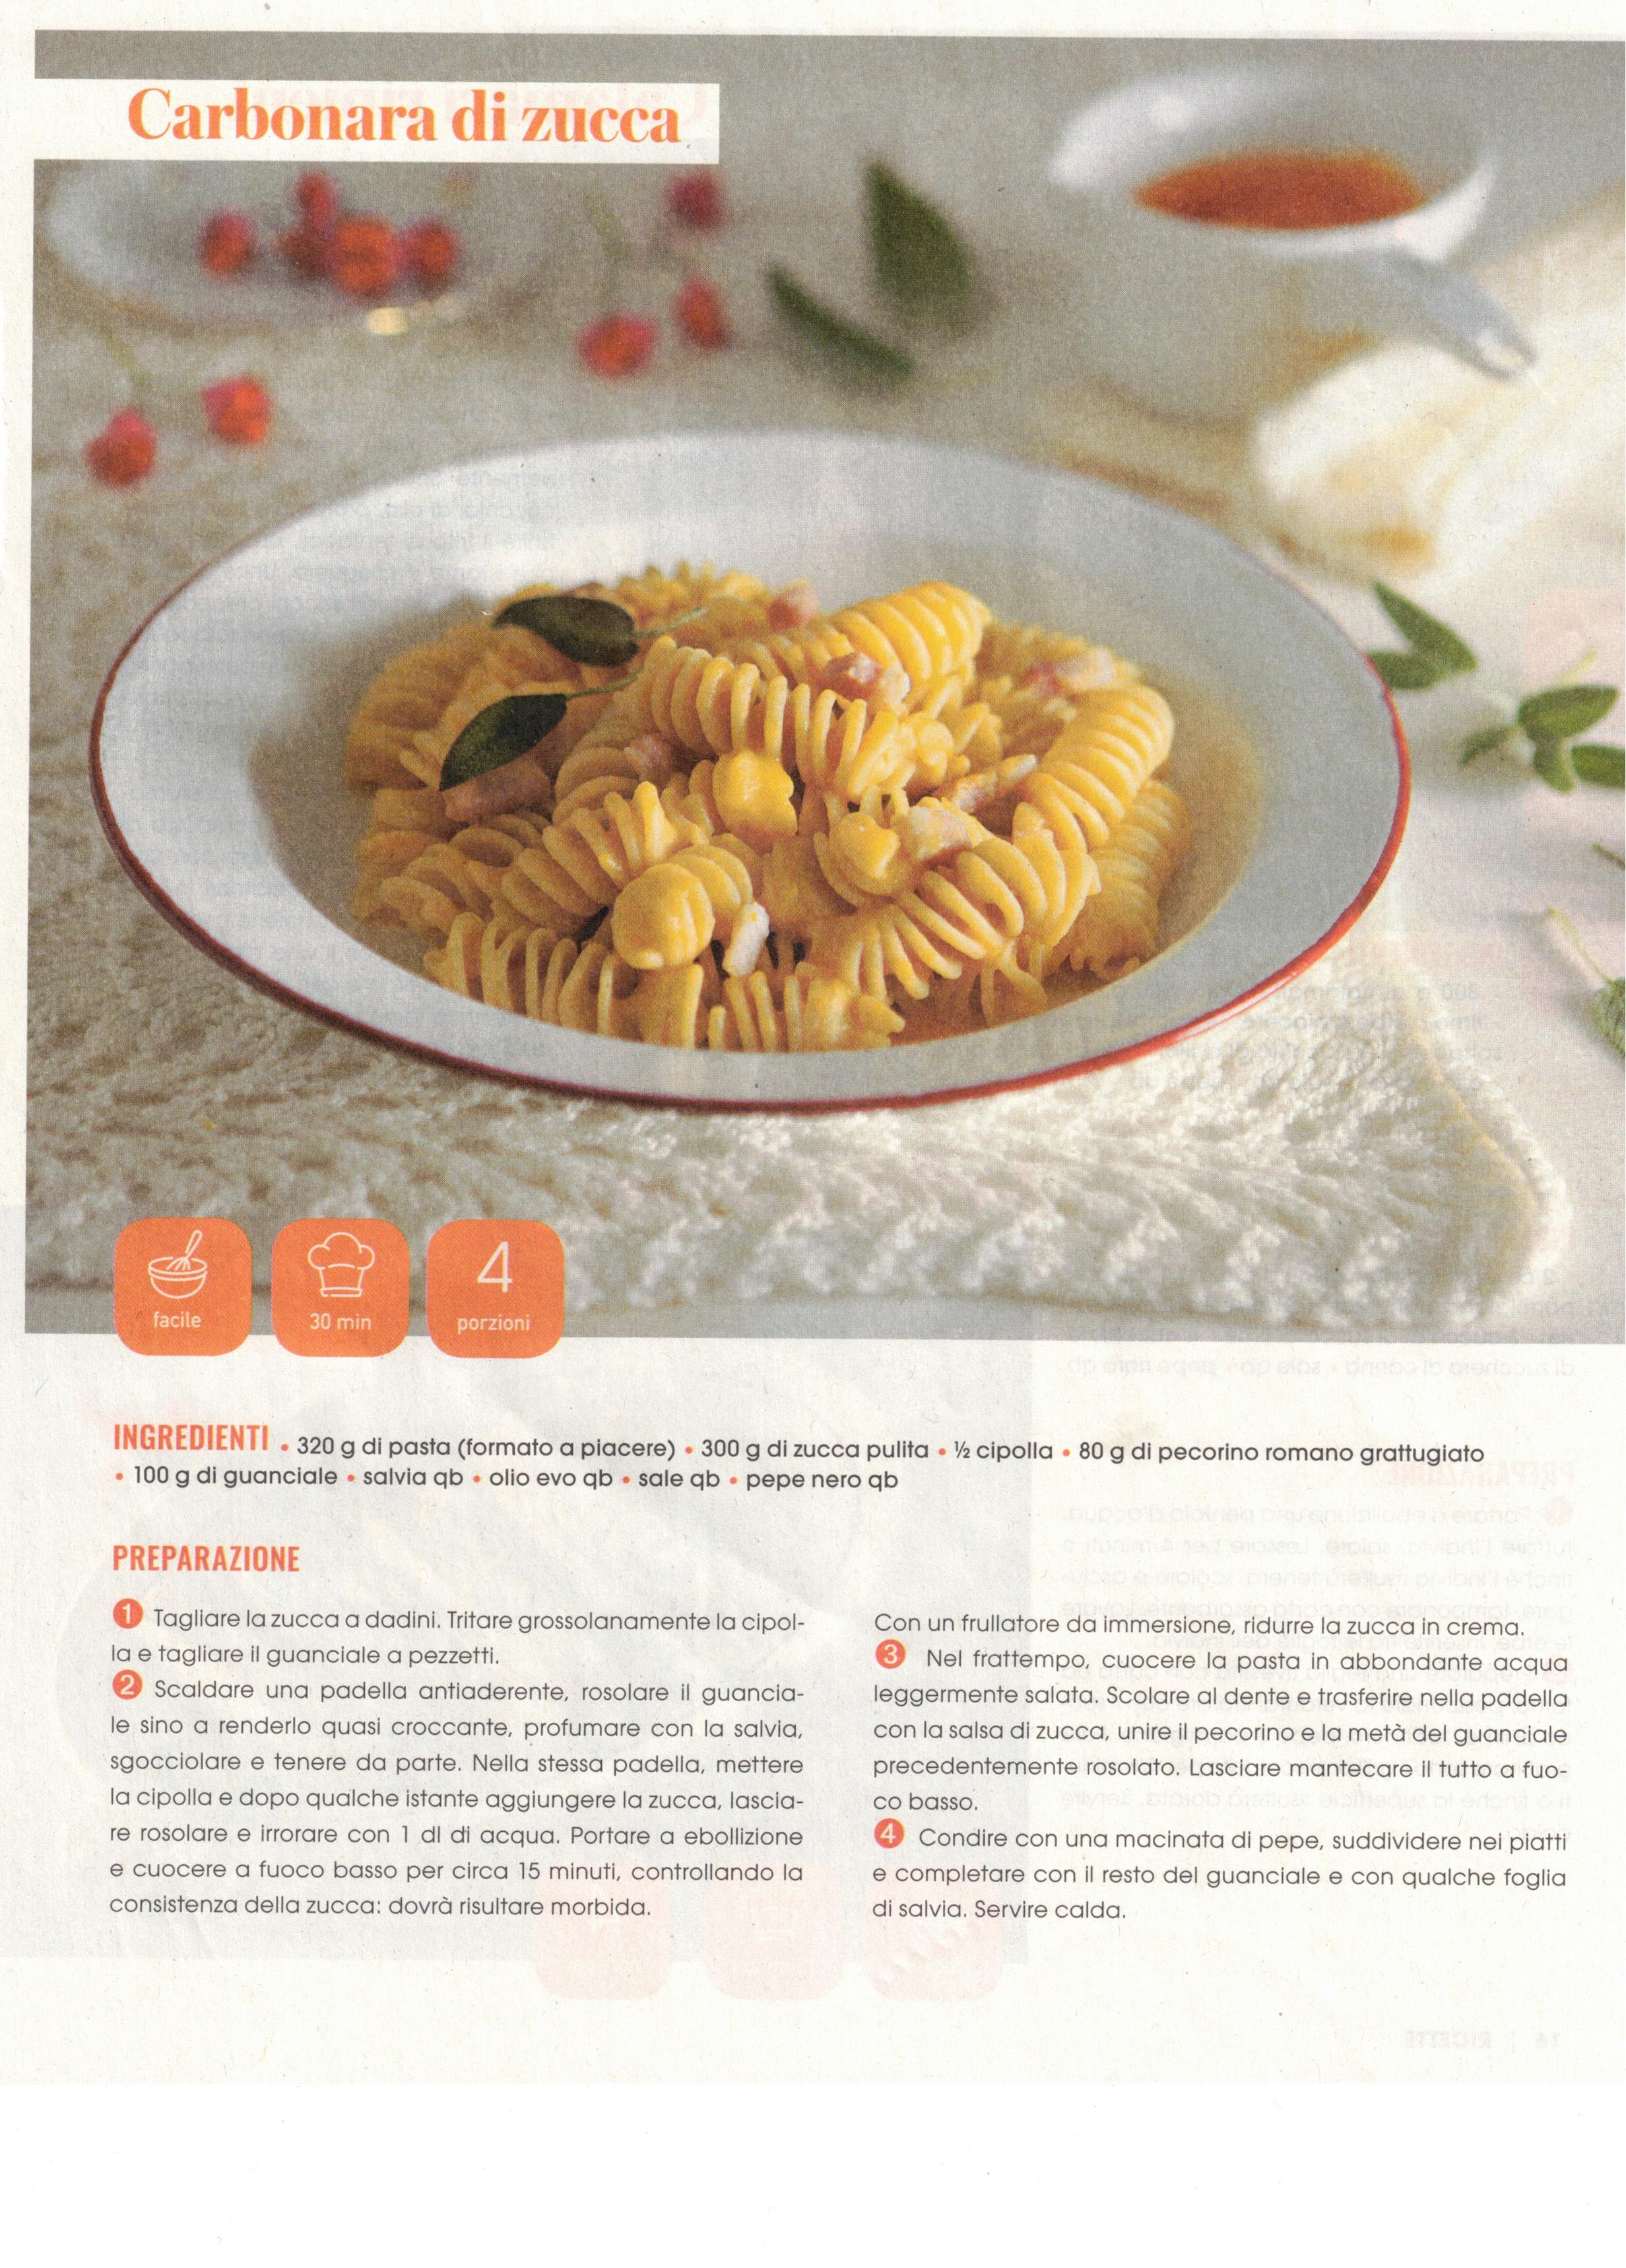 Carbonara di zucca
facile
30 min
4
porzioni
INGREDIENTI • 320 g di pasta (formato a piacere) • 300 g di zucca pulita • ½ cipolla • 80 g di pecorino romano grattugiato
• 100 g di guanciale • salvia qb • olio evo qb • sale qb • pepe nero qb
PREPARAZIONE
1 Tagliare la zucca a dadini. Tritare grossolanamente la cipol-
la e tagliare il guanciale a pezzetti.
2 Scaldare una padella antiaderente, rosolare il guancia-
le sino a renderlo quasi croccante, profumare con la salvia,
sgocciolare e tenere da parte. Nella stessa padella, mettere
la cipolla e dopo qualche istante aggiungere la zucca, lascia-
re rosolare e irrorare con 1 dl di acqua. Portare a ebollizione
e cuocere a fuoco basso per circa 15 minuti, controllando la
consistenza della zucca: dovrà risultare morbida.
Con un frullatore da immersione, ridurre la zucca in crema.
3 Nel frattempo, cuocere la pasta in abbondante acqua
leggermente salata. Scolare al dente e trasferire nella padella
con la salsa di zucca, unire il pecorino e la metà del guanciale
precedentemente rosolato. Lasciare mantecare il tutto a fuo-
co basso.
4 Condire con una macinata di pepe, suddividere nei piatti
e completare con il resto del guanciale e con qualche foglia
di salvia. Servire calda.